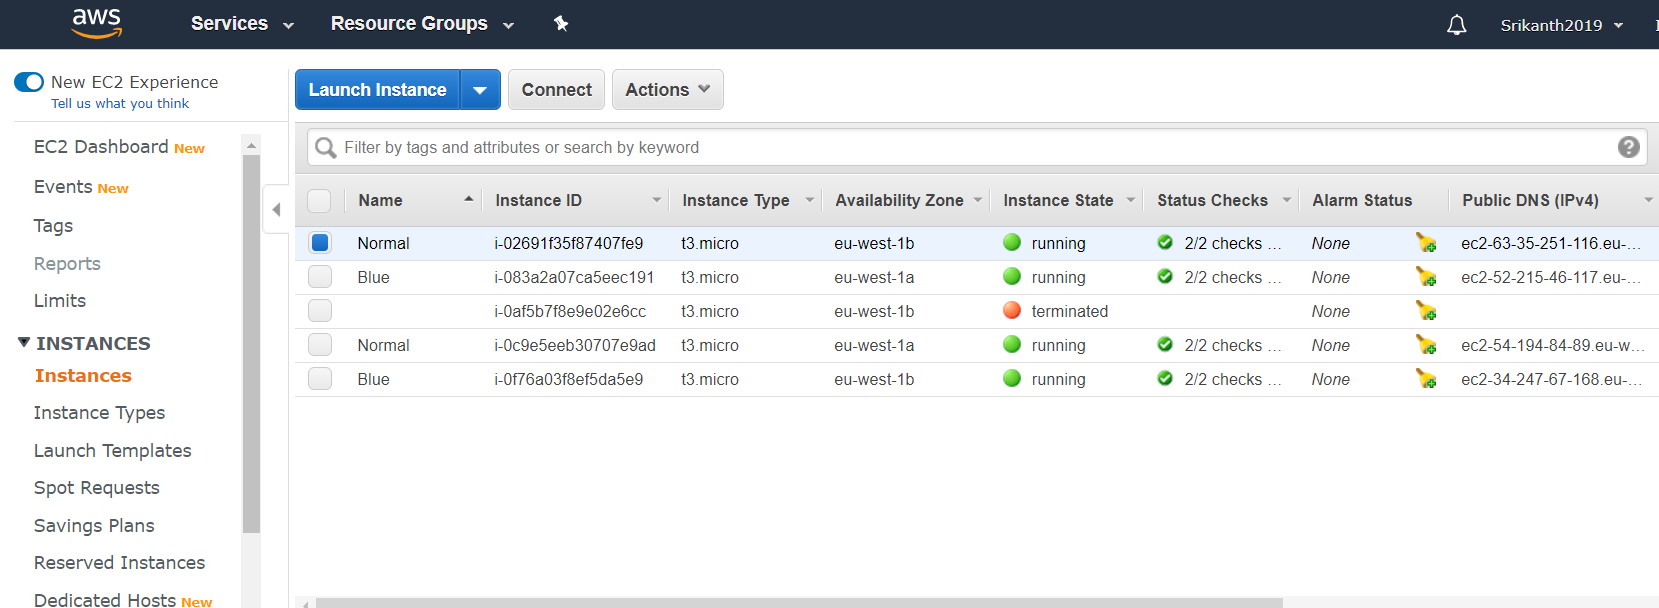 aws Services Resource Groups Srikanth2019
New EC2 Experience
Tell us what you think
EC2 Dashboard New
Events New
Tags
Reports
Limits
INSTANCES
Instances
Instance Types
Launch Templates
Spot Requests
Savings Plans
Reserved Instances
Dedicated Hosts New
Launch Instance Connect Actions
Filter by tags and attributes or search by keyword ?
Name Instance ID Instance Type Availability Zone Instance State Status Checks Alarm Status Public DNS (IPv4)
Normal i-02691f35f87407fe9 t3.micro eu-west-1b running 2/2 checks ... None ec2-63-35-251-116.eu-...
Blue i-083a2a07ca5eec191 t3.micro eu-west-1a running 2/2 checks ... None ec2-52-215-46-117.eu-...
i-0af5b7f8e9e02e6cc t3.micro eu-west-1b terminated None
Normal i-0c9e5eeb30707e9ad t3.micro eu-west-1a running 2/2 checks ... None ec2-54-194-84-89.eu-w...
Blue i-0f76a03f8ef5da5e9 t3.micro eu-west-1b running 2/2 checks ... None ec2-34-247-67-168.eu-...